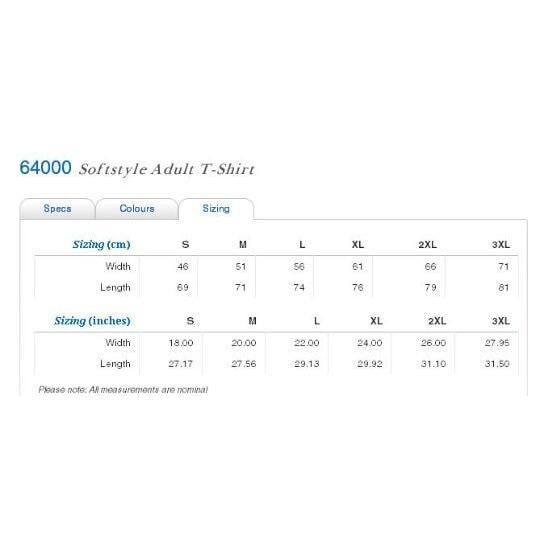 64000 Softstyle Adult T-Shirt
Specs Colours Sizing
Sizing (cm) S M L XL 2XL 3XL
Width 46 51 56 61 66 71
Length 69 71 74 76 79 81
Sizing (inches) S M L XL 2XL 3XL
Width 18.00 20.00 22.00 24.00 26.00 27.95
Length 27.17 27.56 29.13 29.92 31.10 31.50
Please note: All measurements are nominal